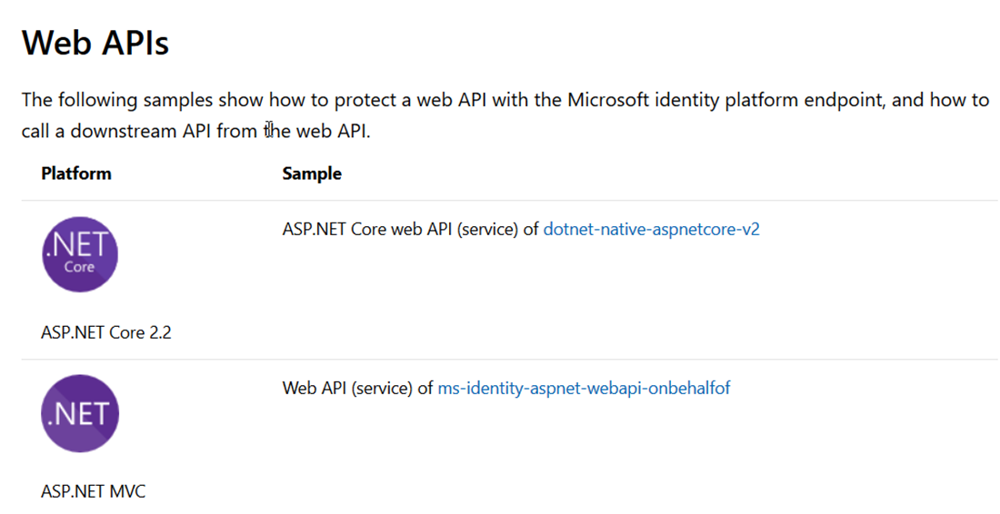 Web APIs
The following samples show how to protect a web API with the Microsoft identity platform endpoint, and how to
call a downstream API from the web API.
Platform Sample
.NET
Core
ASP.NET Core web API (service) of dotnet-native-aspnetcore-v2
ASP.NET Core 2.2
.NET
Web API (service) of ms-identity-aspnet-webapi-onbehalfof
ASP.NET MVC